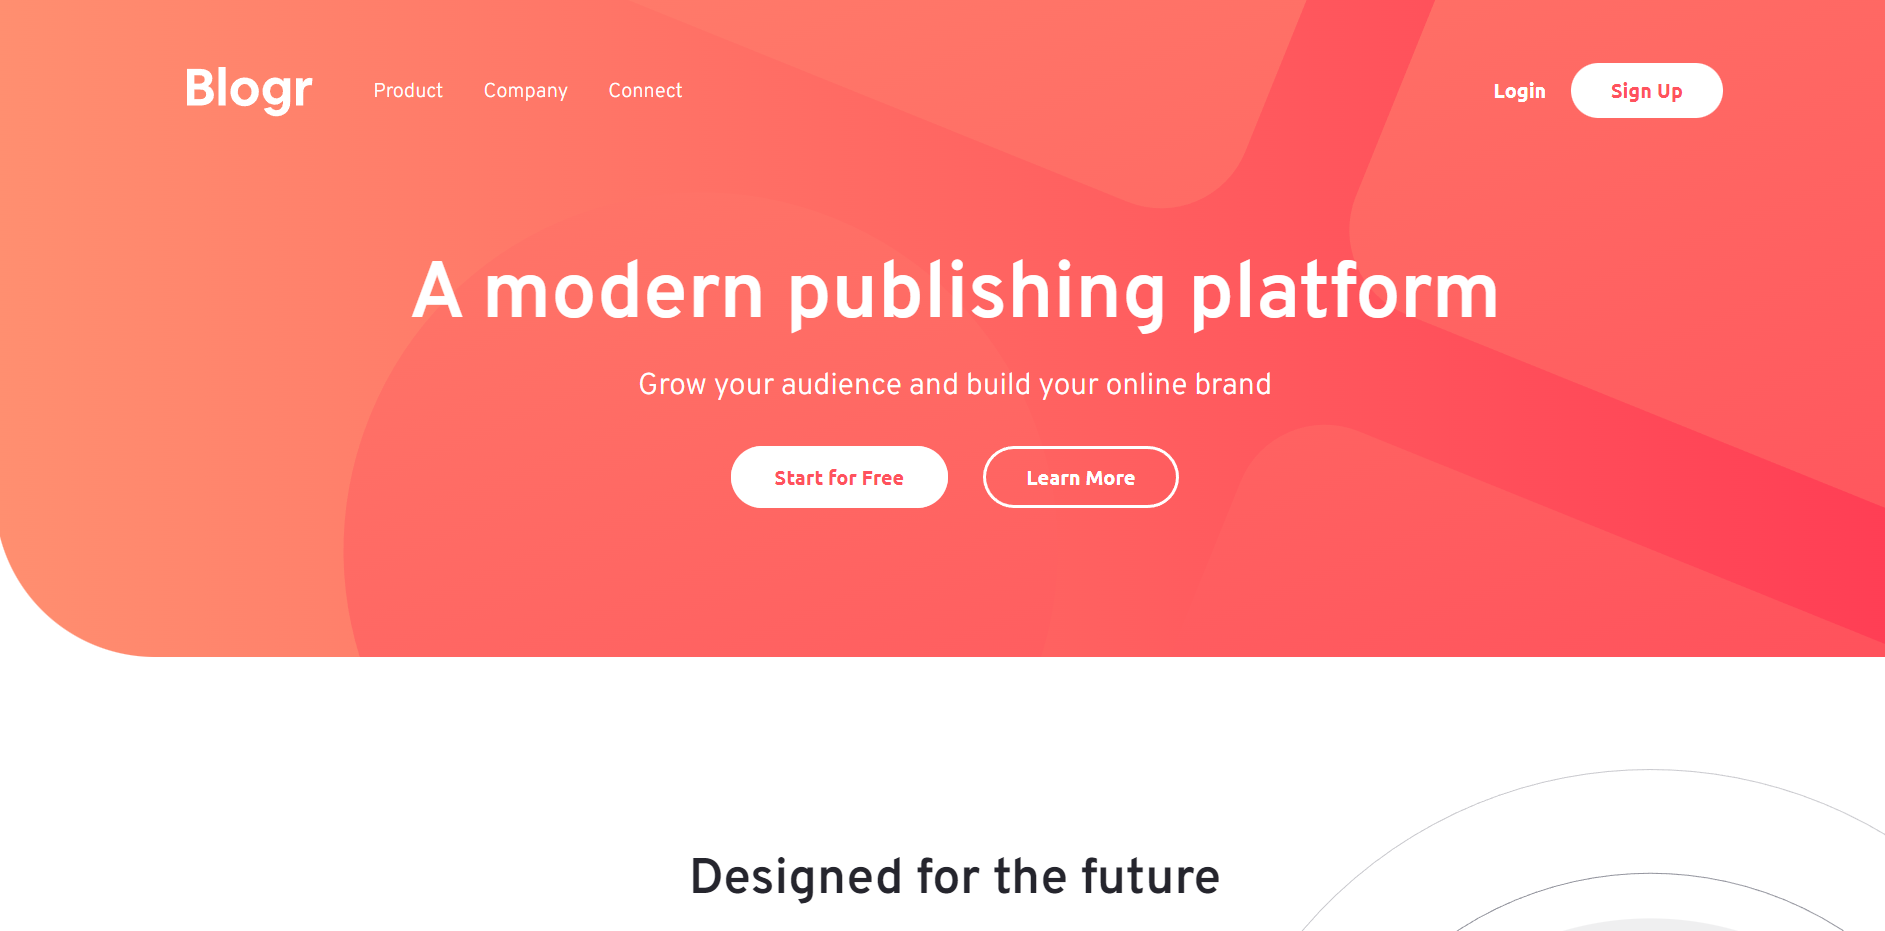 Blogr Product Company Connect Login Sign Up
A modern publishing platform
Grow your audience and build your online brand
Start for Free Learn More
Designed for the future